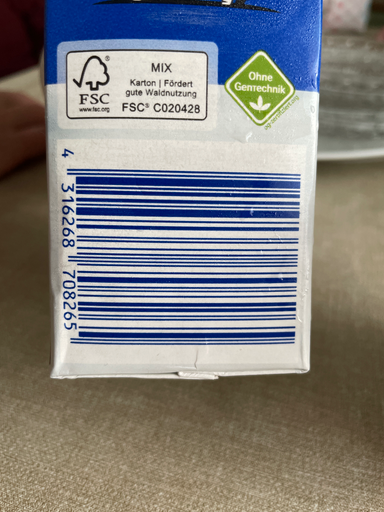 FSC
www.fsc.org
MIX
Karton | Fördert
gute Waldnutzung
FSC® C020428
Ohne
Gentechnik
4 316268 708265